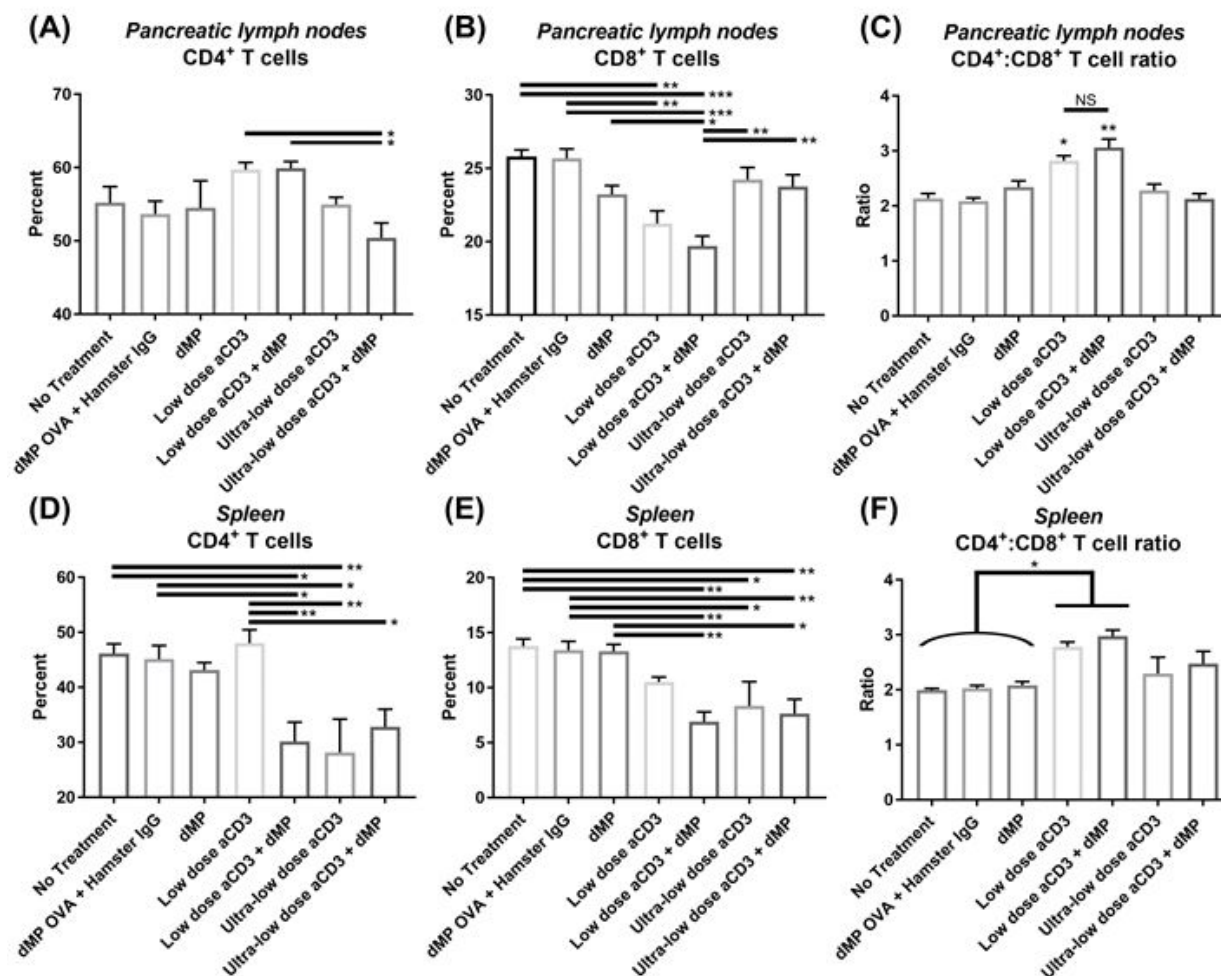 (A) Pancreatic lymph nodes
CD4+ T cells
Percent
70
60
50
40
*
*
No Treatment
dMP OVA + Hamster IgG
dMP
Low dose aCD3
Low dose aCD3 + dMP
Ultra-low dose aCD3
Ultra-low dose aCD3 + dMP
(B) Pancreatic lymph nodes
CD8+ T cells
Percent
30
25
20
15
**
***
**
***
*
**
**
No Treatment
dMP OVA + Hamster IgG
dMP
Low dose aCD3
Low dose aCD3 + dMP
Ultra-low dose aCD3
Ultra-low dose aCD3 + dMP
(C) Pancreatic lymph nodes
CD4+:CD8+ T cell ratio
Ratio
4
3
2
1
0
NS
*
**
No Treatment
dMP OVA + Hamster IgG
dMP
Low dose aCD3
Low dose aCD3 + dMP
Ultra-low dose aCD3
Ultra-low dose aCD3 + dMP
(D) Spleen
CD4+ T cells
Percent
60
50
40
30
20
**
*
*
*
**
**
*
No Treatment
dMP OVA + Hamster IgG
dMP
Low dose aCD3
Low dose aCD3 + dMP
Ultra-low dose aCD3
Ultra-low dose aCD3 + dMP
(E) Spleen
CD8+ T cells
Percent
20
15
10
5
0
**
*
**
**
*
**
*
**
No Treatment
dMP OVA + Hamster IgG
dMP
Low dose aCD3
Low dose aCD3 + dMP
Ultra-low dose aCD3
Ultra-low dose aCD3 + dMP
(F) Spleen
CD4+:CD8+ T cell ratio
Ratio
4
3
2
1
0
*
No Treatment
dMP OVA + Hamster IgG
dMP
Low dose aCD3
Low dose aCD3 + dMP
Ultra-low dose aCD3
Ultra-low dose aCD3 + dMP